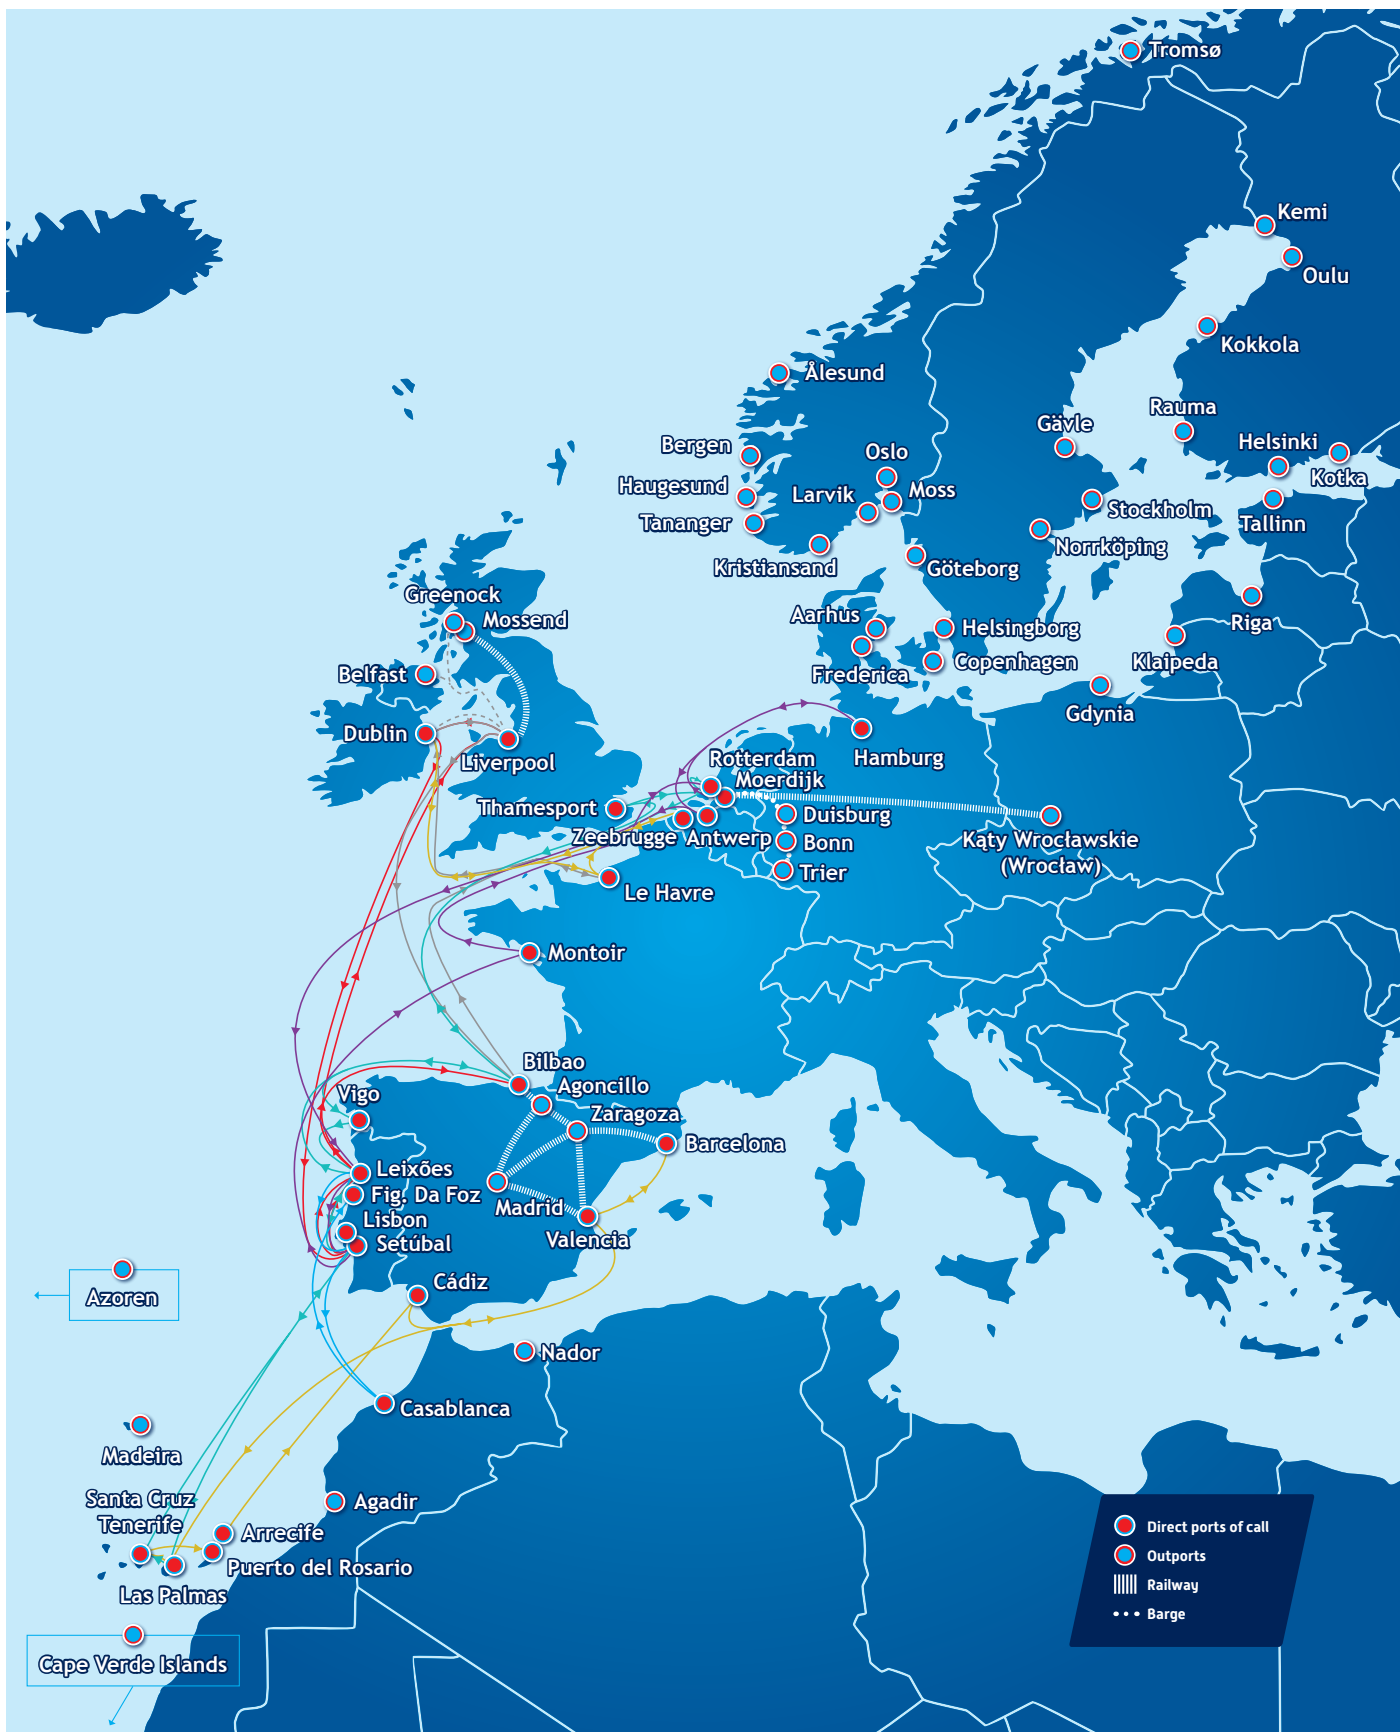 Tromsø
Kemi
Oulu
Kokkola
Ålesund
Rauma
Gävle
Bergen
Oslo
Helsinki
Kotka
Haugesund
Larvik
Moss
Stockholm
Tananger
Tallinn
Norrköping
Kristiansand
Göteborg
Greenock
Mossend
Aarhus
Helsingborg
Riga
Belfast
Frederica
Copenhagen
Klaipeda
Gdynia
Dublin
Liverpool
Hamburg
Rotterdam
Moerdijk
Thamesport
Duisburg
Zeebrugge
Antwerp
Bonn
Kąty Wrocławskie
(Wrocław)
Trier
Le Havre
Montoir
Bilbao
Agoncillo
Vigo
Zaragoza
Barcelona
Leixões
Fig. Da Foz
Madrid
Lisbon
Setúbal
Valencia
Cádiz
Azoren
Nador
Casablanca
Madeira
Santa Cruz
Tenerife
Agadir
Arrecife
Puerto del Rosario
Las Palmas
Cape Verde Islands
Direct ports of call
Outports
Railway
Barge